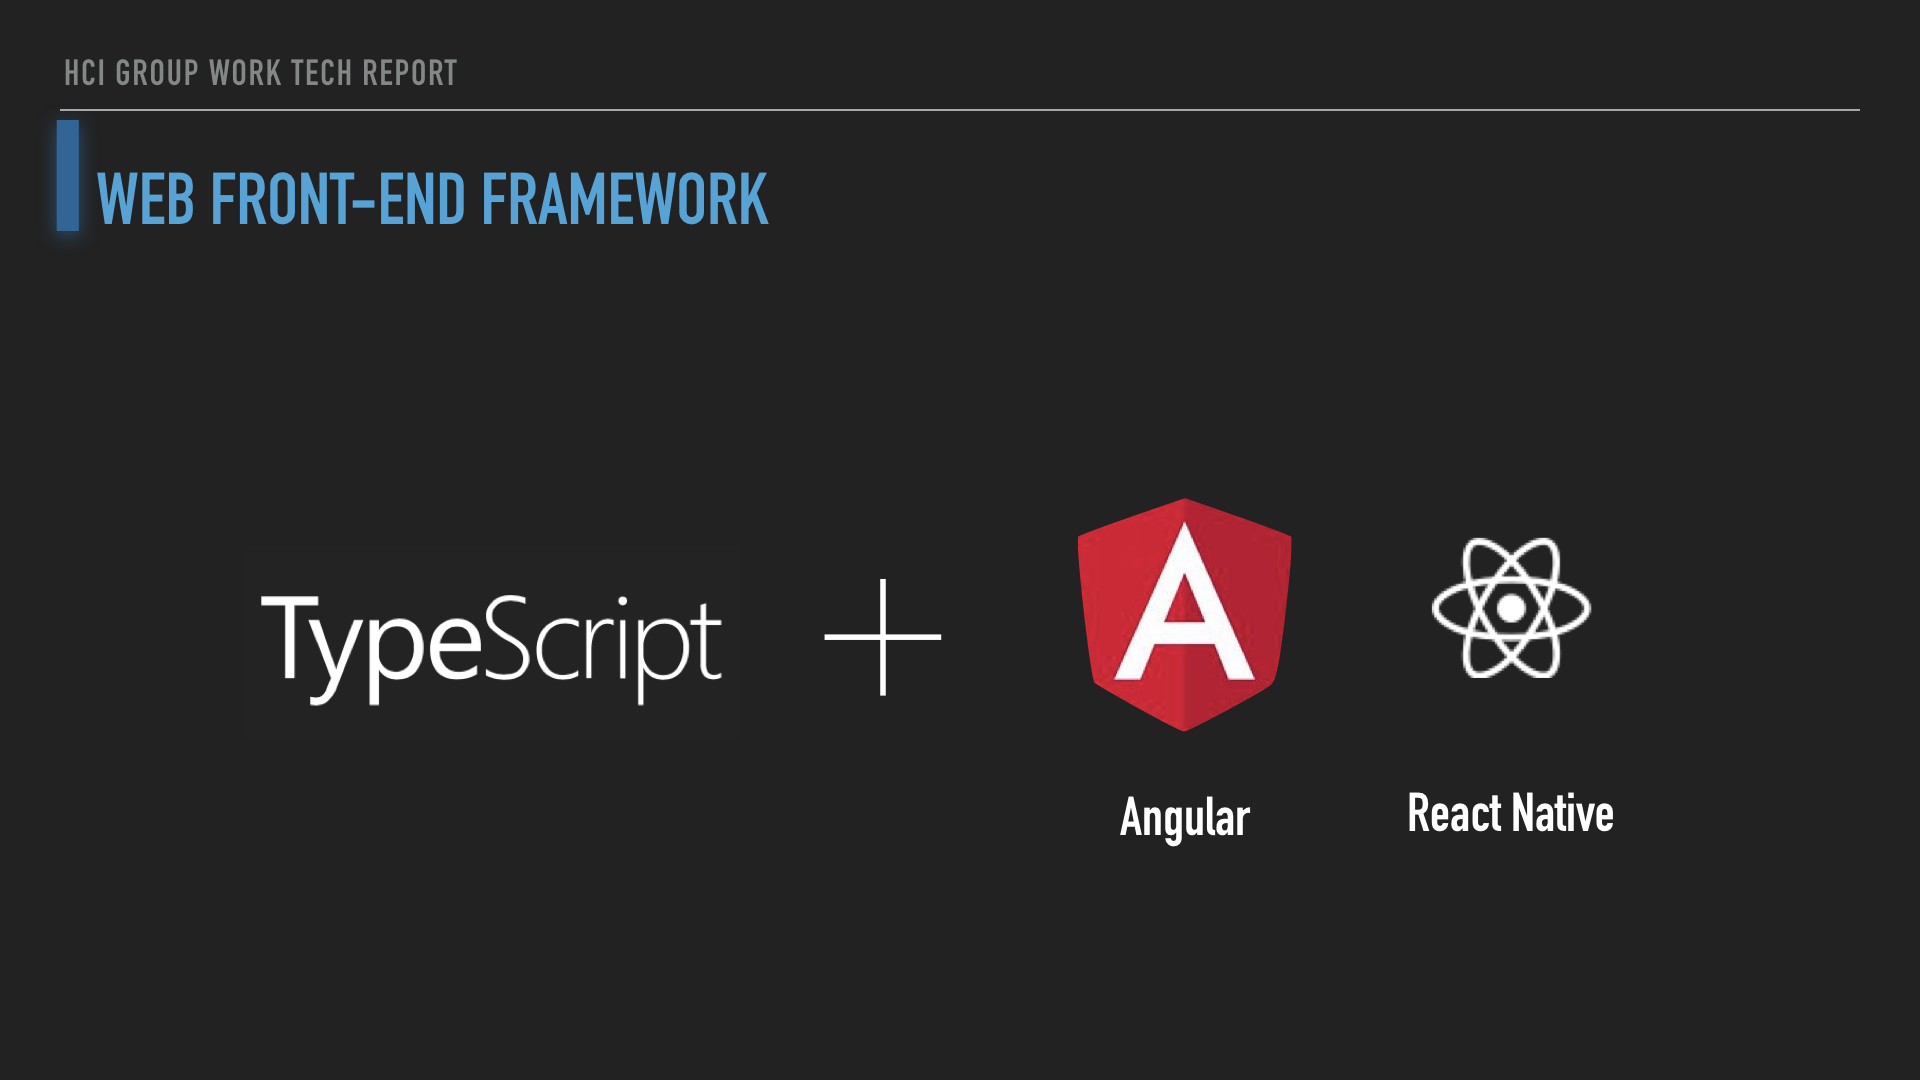 HCI GROUP WORK TECH REPORT
WEB FRONT-END FRAMEWORK
TypeScript
Angular
React Native